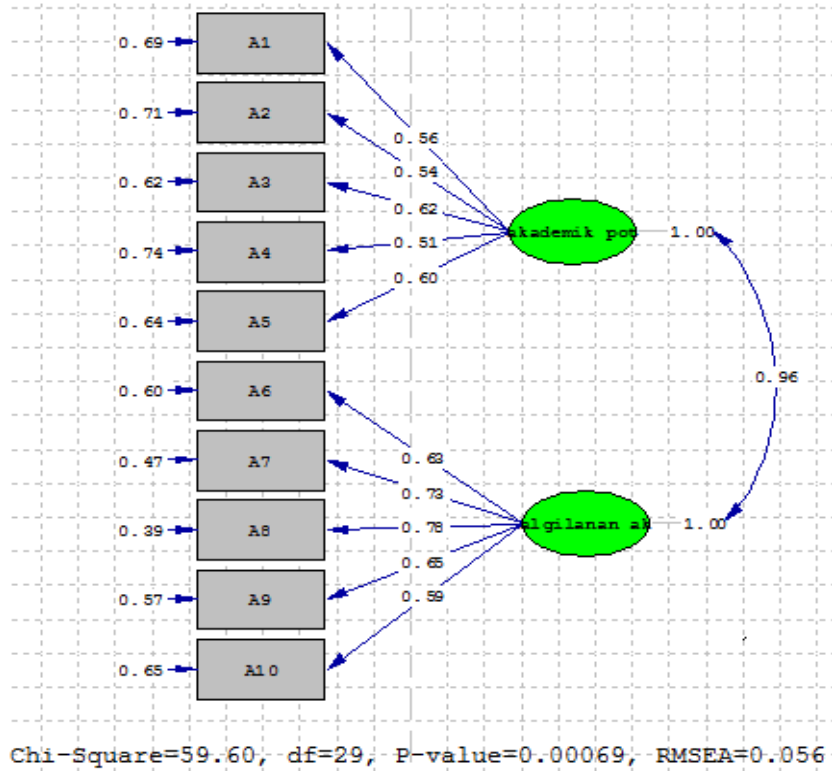 0.69 A1
0.56
0.71 A2
0.54
0.62 A3
0.62
akademik pot 1.00
0.74 A4
0.51
0.60
0.64 A5
0.96
0.60 A6
0.63
0.47 A7
0.73
0.39 A8
0.78
algilanan ak 1.00
0.65
0.57 A9
0.59
0.65 A10
Chi-Square=59.60, df=29, P-value=0.00069, RMSEA=0.056